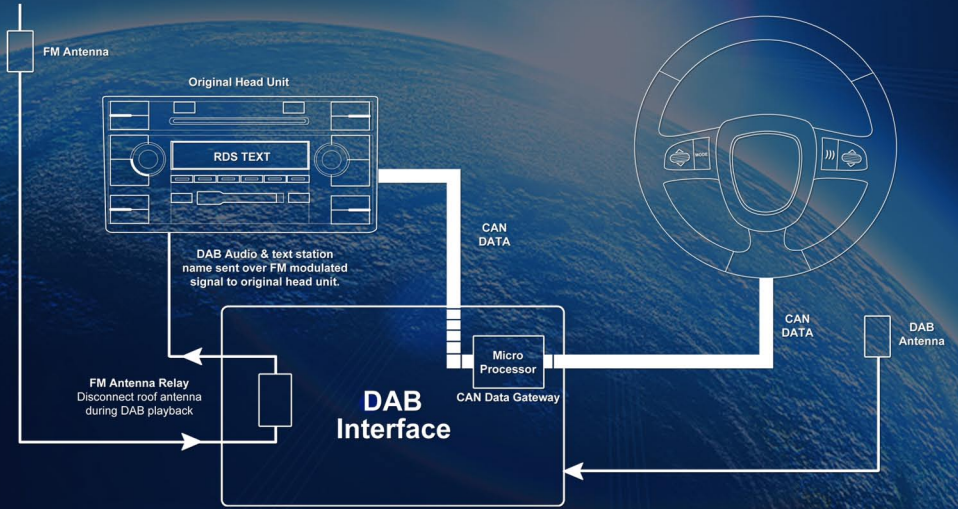 FM Antenna
Original Head Unit
RDS TEXT
MODE
CAN
DATA
DAB Audio & text station
name sent over FM modulated
signal to original head unit.
CAN
DATA
DAB
Antenna
Micro
Processor
CAN Data Gateway
FM Antenna Relay
Disconnect roof antenna
during DAB playback
DAB
Interface